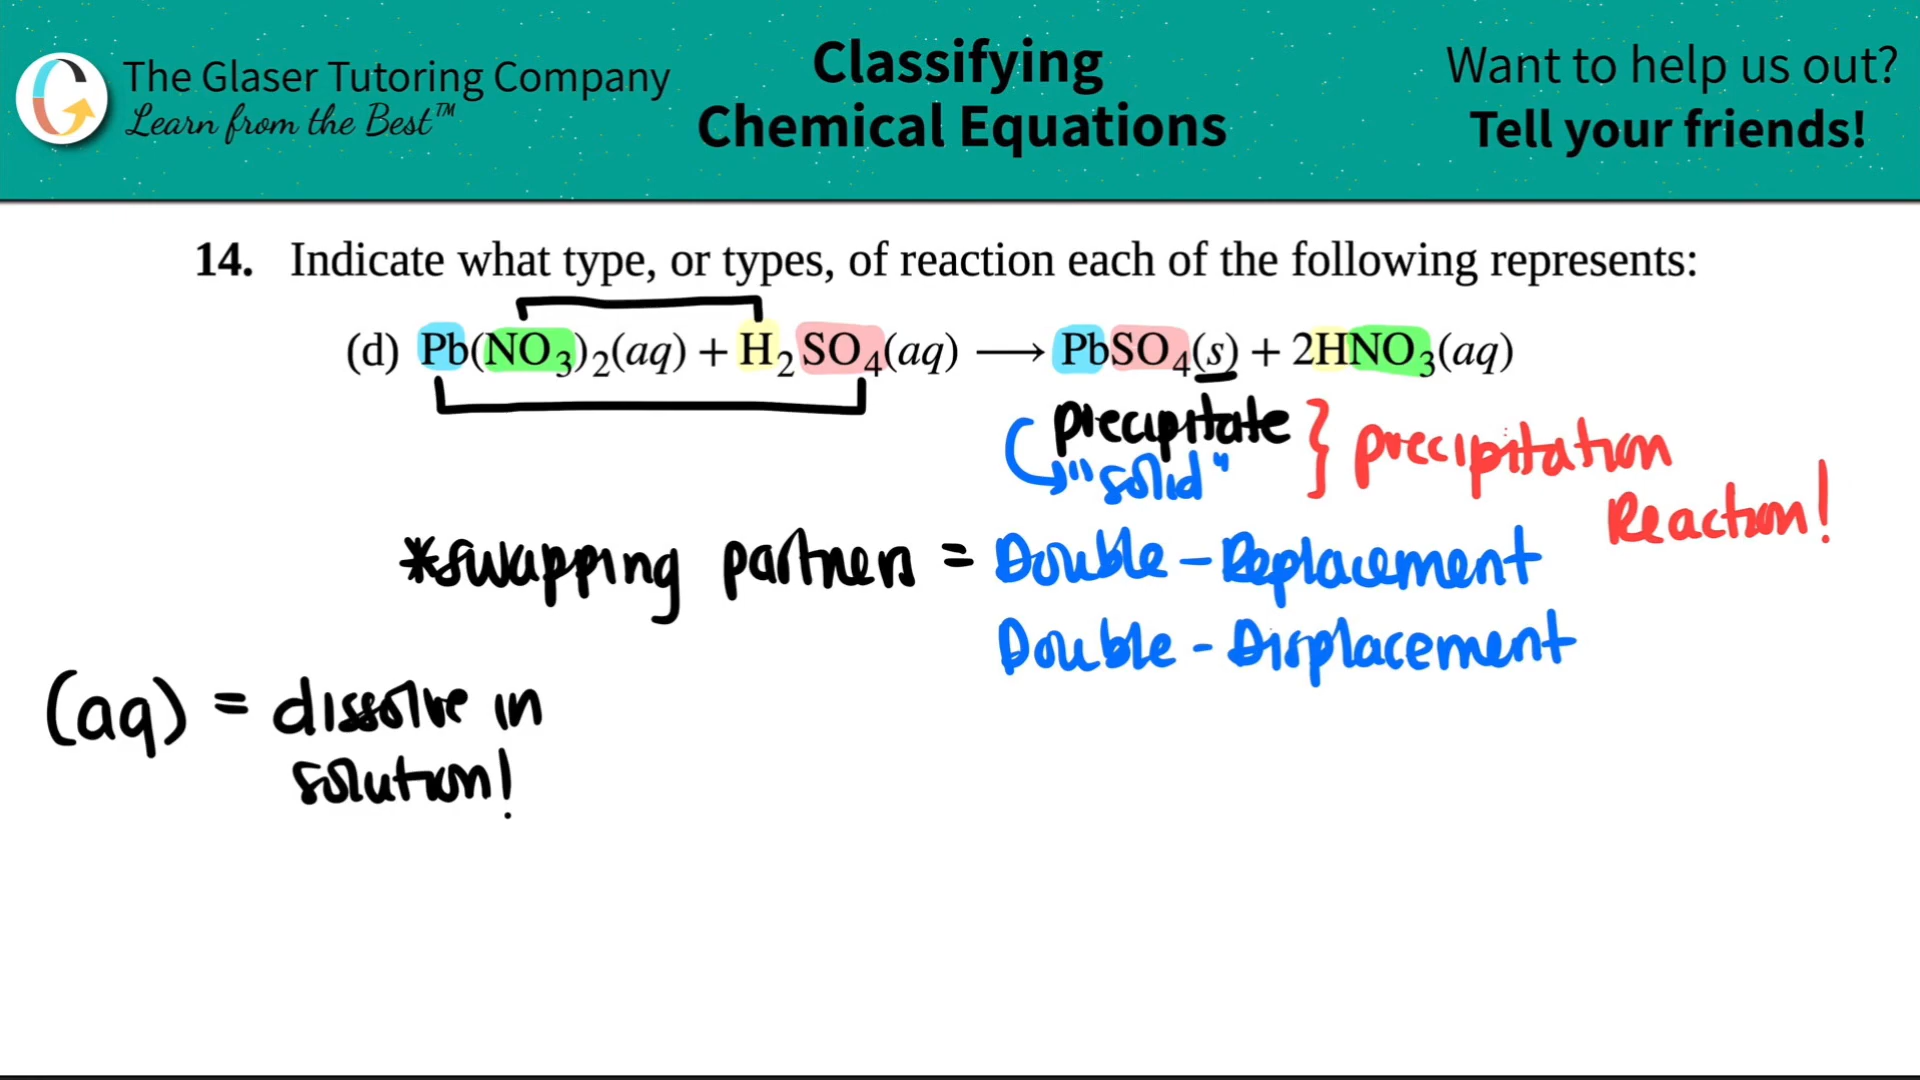 The Glaser Tutoring Company
Learn from the Best™
Classifying
Chemical Equations
Want to help us out?
Tell your friends!
14. Indicate what type, or types, of reaction each of the following represents:
(d) Pb(NO₃)₂(aq) + H₂SO₄(aq) ⟶ PbSO₄(s) + 2HNO₃(aq)
precipitate } precipitation
"solid"
Reaction!
*swapping partners = Double-Replacement
Double-Displacement
(aq) = dissolve in
solution!